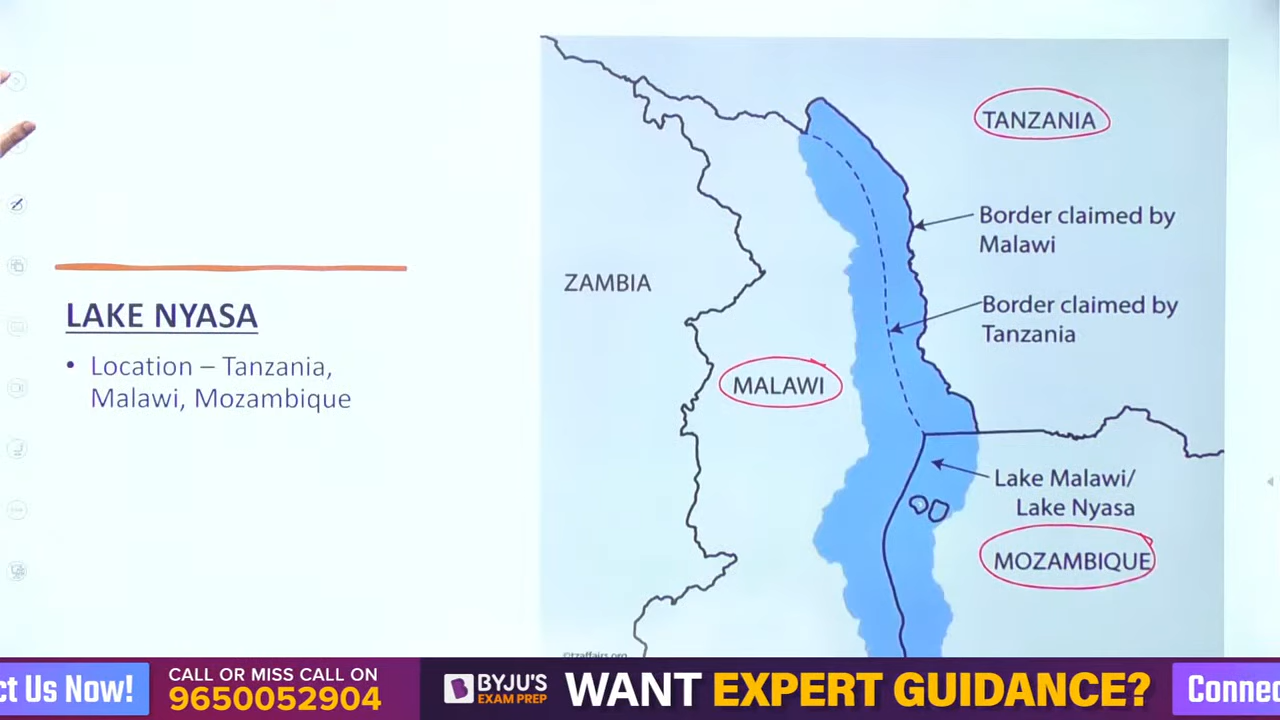 LAKE NYASA
• Location – Tanzania,
Malawi, Mozambique
TANZANIA
Border claimed by
Malawi
ZAMBIA
Border claimed by
Tanzania
MALAWI
Lake Malawi/
Lake Nyasa
MOZAMBIQUE
©tzaffairs.org
ct Us Now!
CALL OR MISS CALL ON
9650052904
BYJU'S
EXAM PREP
WANT EXPERT GUIDANCE?
Connec